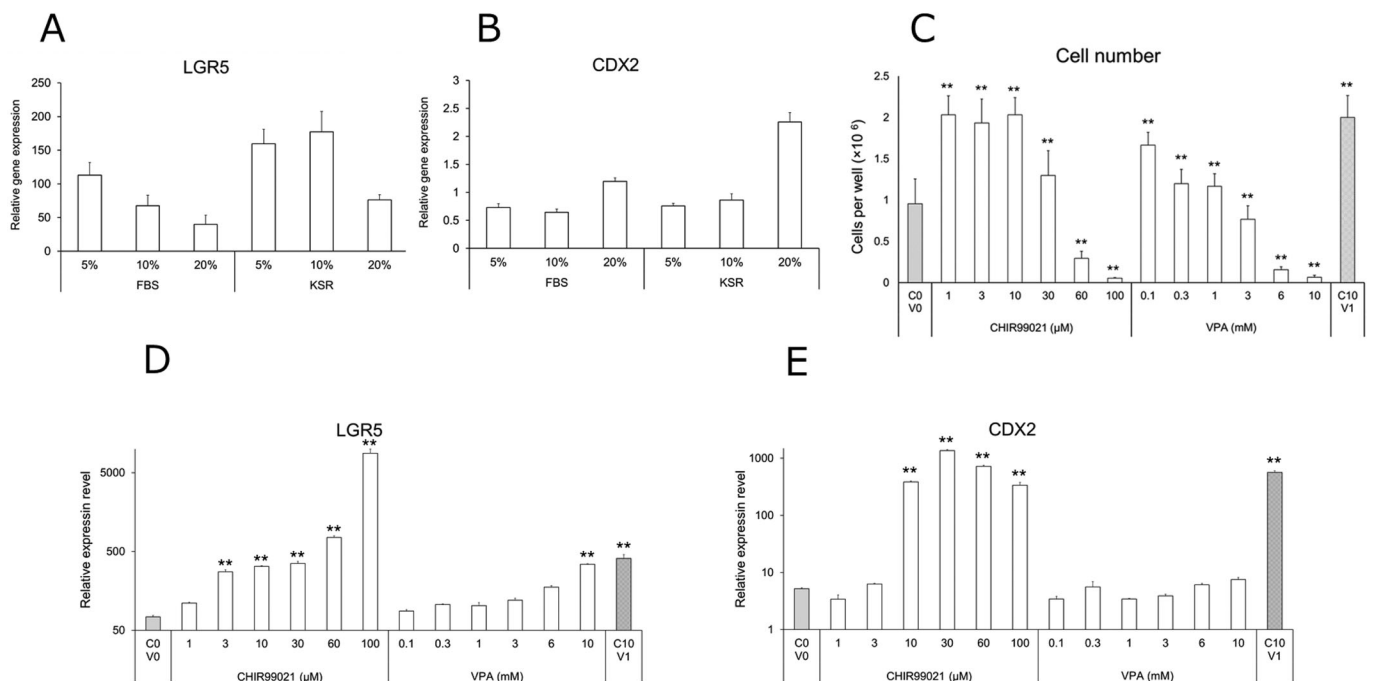 A
LGR5
Relative gene expression
250
200
150
100
50
0
5% 10% 20% 5% 10% 20%
FBS KSR
B
CDX2
Relative gene expression
3
2.5
2
1.5
1
0.5
0
5% 10% 20% 5% 10% 20%
FBS KSR
C
Cell number
Cells per well (×10 ⁶)
2.5
2
1.5
1
0.5
0
** ** ** ** ** ** ** ** ** ** ** ** **
C0 1 3 10 30 60 100 0.1 0.3 1 3 6 10 C10
V0 V1
CHIR99021 (µM) VPA (mM)
D
LGR5
Relative expressin revel
5000
500
50
** ** ** ** ** ** **
C0 1 3 10 30 60 100 0.1 0.3 1 3 6 10 C10
V0 V1
CHIR99021 (µM) VPA (mM)
E
CDX2
Relative expressin revel
1000
100
10
1
** ** ** ** **
C0 1 3 10 30 60 100 0.1 0.3 1 3 6 10 C10
V0 V1
CHIR99021 (µM) VPA (mM)